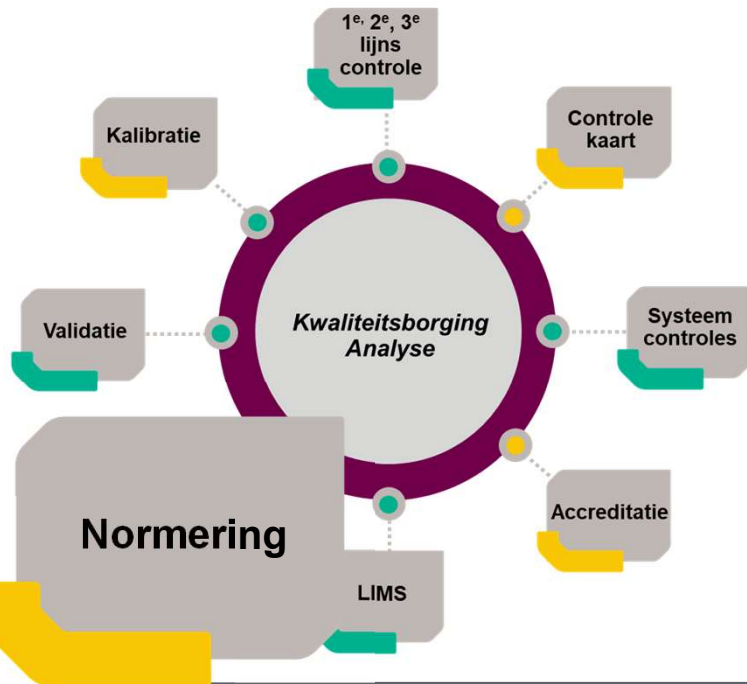 1e, 2e, 3e
lijns
controle
Kalibratie
Controle
kaart
Validatie
Kwaliteitsborging
Analyse
Systeem
controles
Normering
Accreditatie
LIMS